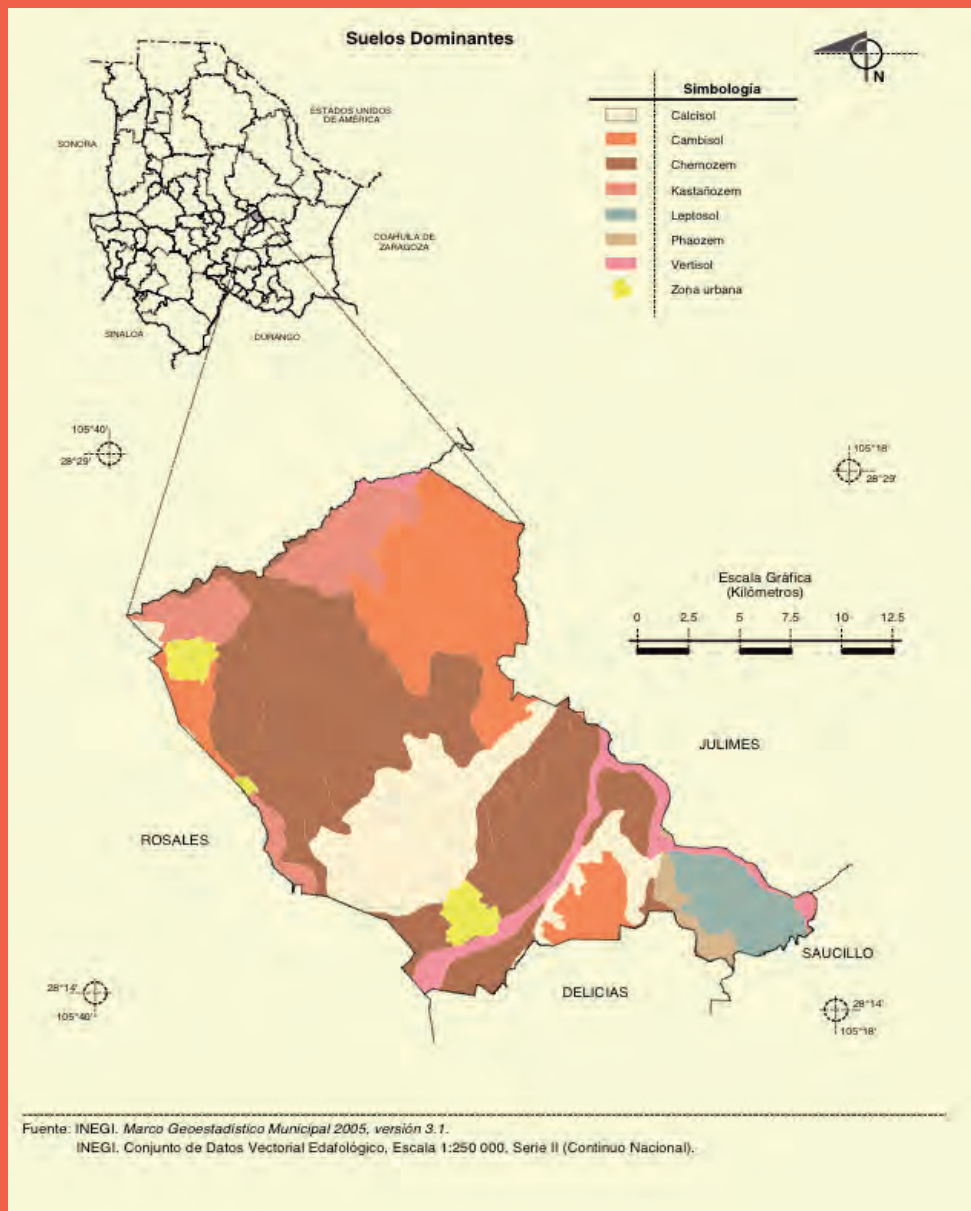 Suelos Dominantes
N
ESTADOS UNIDOS
DE AMÉRICA
SONORA
COAHUILA DE
ZARAGOZA
SINALOA
DURANGO
Simbología
Calcisol
Cambisol
Chernozem
Kastañozem
Leptosol
Phaozem
Vertisol
Zona urbana
105°40'
28°29'
105°18'
28°29'
Escala Gráfica
(Kilómetros)
0 2.5 5 7.5 10 12.5
JULIMES
ROSALES
SAUCILLO
DELICIAS
28°14'
105°40'
28°14'
105°18'
Fuente: INEGI. Marco Geoestadístico Municipal 2005, versión 3.1.
INEGI. Conjunto de Datos Vectorial Edafológico, Escala 1:250 000, Serie II (Continuo Nacional).